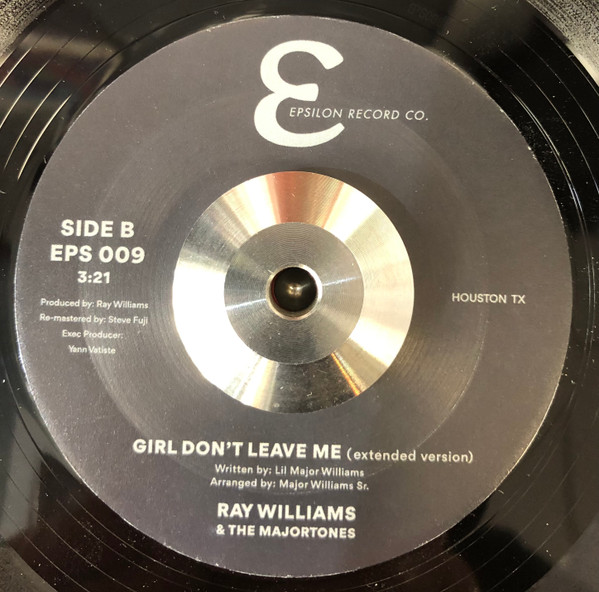 ε
EPSILON RECORD CO.
SIDE B
EPS 009
3:21
Produced by: Ray Williams
Re-mastered by: Steve Fuji
Exec Producer:
Yann Vatiste
HOUSTON TX
GIRL DON'T LEAVE ME (extended version)
Written by: Lil Major Williams
Arranged by: Major Williams Sr.
RAY WILLIAMS
& THE MAJORTONES